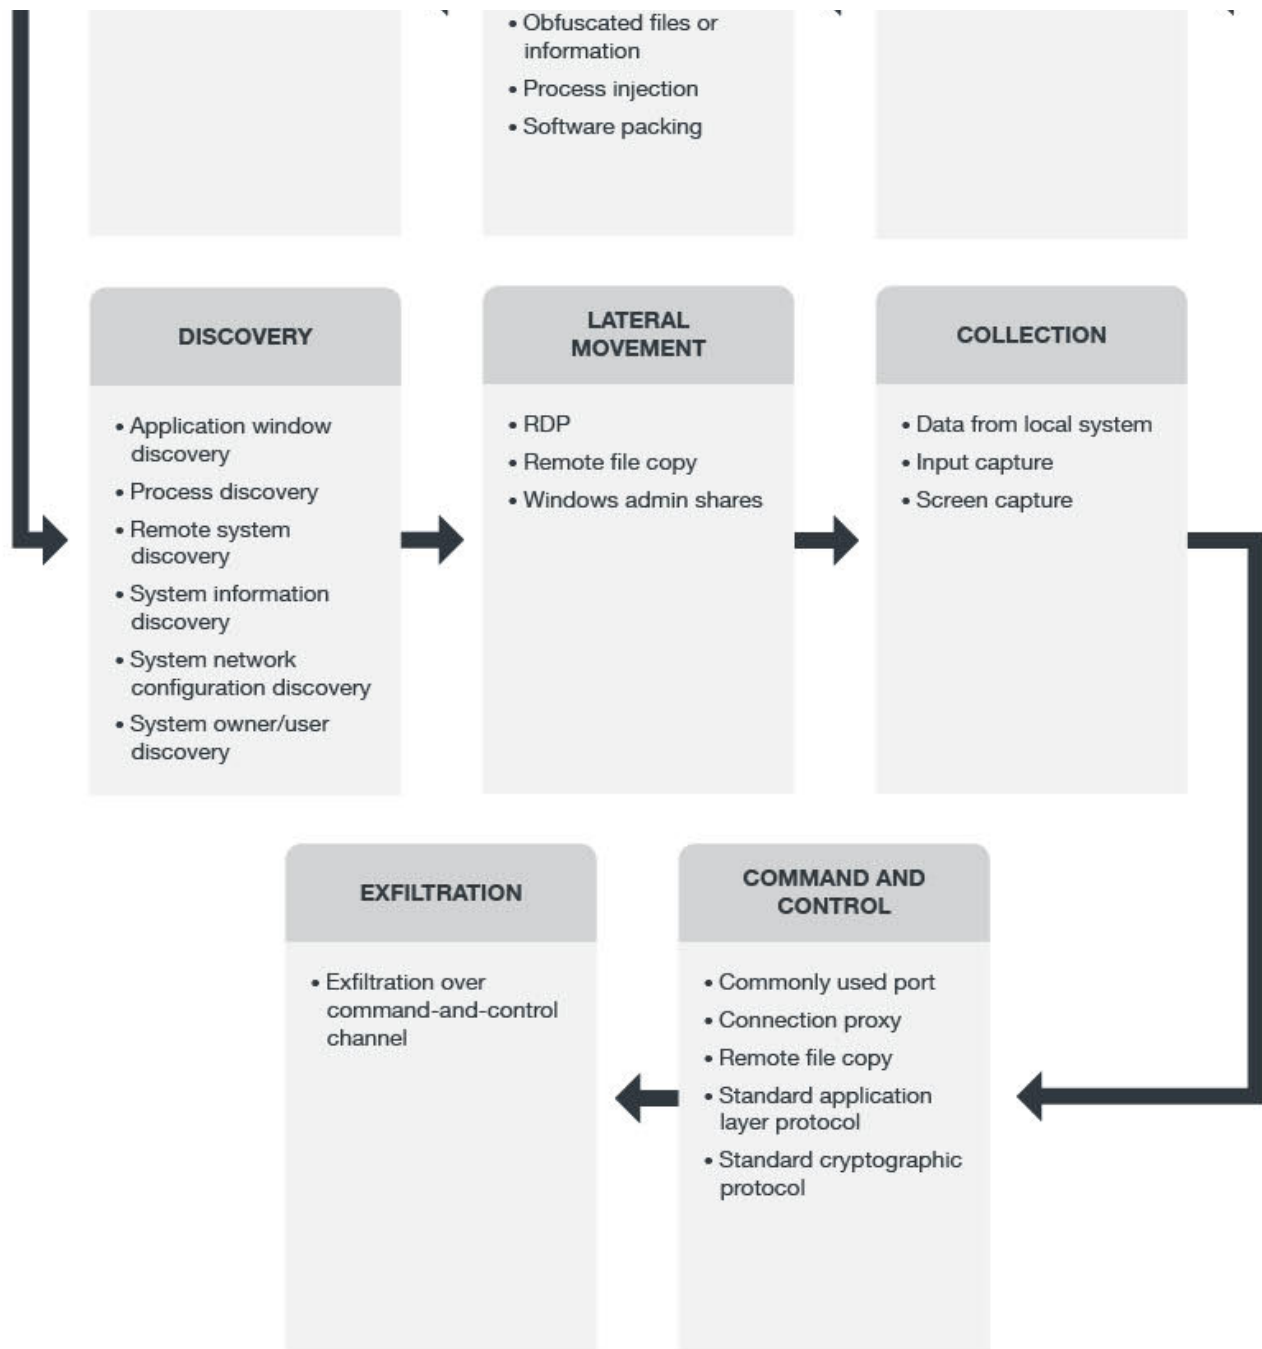 • Obfuscated files or
information
• Process injection
• Software packing
DISCOVERY
• Application window
discovery
• Process discovery
• Remote system
discovery
• System information
discovery
• System network
configuration discovery
• System owner/user
discovery
LATERAL
MOVEMENT
• RDP
• Remote file copy
• Windows admin shares
COLLECTION
• Data from local system
• Input capture
• Screen capture
EXFILTRATION
• Exfiltration over
command-and-control
channel
COMMAND AND
CONTROL
• Commonly used port
• Connection proxy
• Remote file copy
• Standard application
layer protocol
• Standard cryptographic
protocol